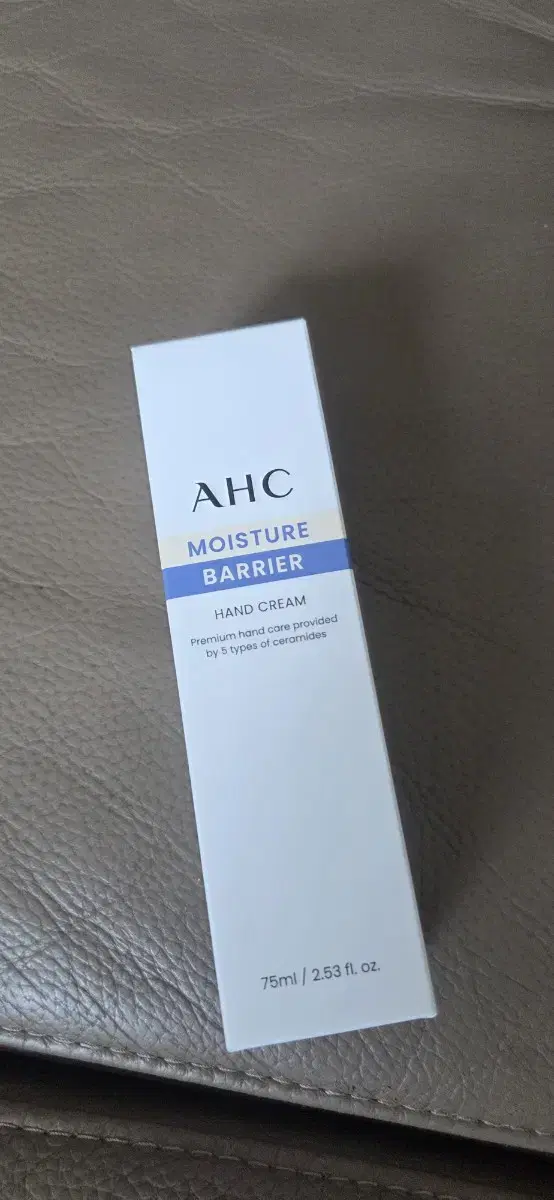 AHC
MOISTURE
BARRIER
HAND CREAM
Premium hand care provided
by 5 types of ceramides
75ml / 2.53 fl. oz.